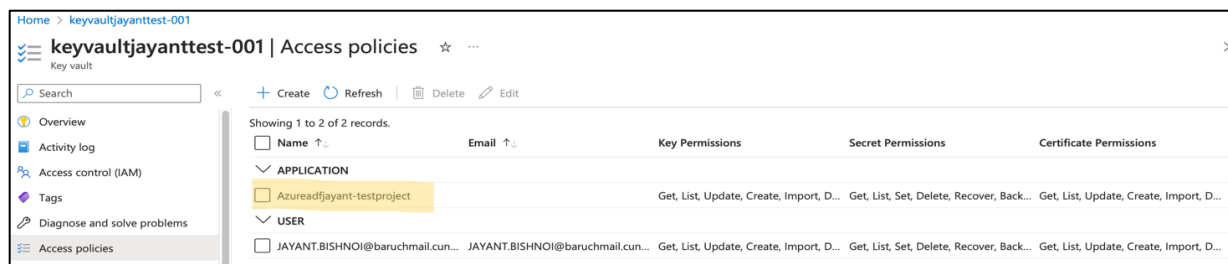 Home > keyvaultjayanttest-001
keyvaultjayanttest-001 | Access policies
Key vault
Search
Create Refresh Delete Edit
Overview
Activity log
Access control (IAM)
Tags
Diagnose and solve problems
Access policies
Showing 1 to 2 of 2 records.
Name Email Key Permissions Secret Permissions Certificate Permissions
APPLICATION
Azureadfjayant-testproject Get, List, Update, Create, Import, D... Get, List, Set, Delete, Recover, Back... Get, List, Update, Create, Import, D...
USER
JAYANT.BISHNOI@baruchmail.cun... JAYANT.BISHNOI@baruchmail.cun... Get, List, Update, Create, Import, D... Get, List, Set, Delete, Recover, Back... Get, List, Update, Create, Import, D...